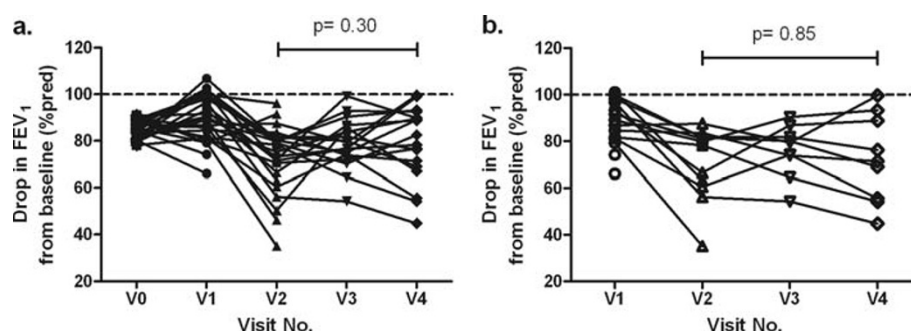 a.
p= 0.30
Drop in FEV1
from baseline (%pred)
120
100
80
60
40
20
V0 V1 V2 V3 V4
Visit No.
b.
p= 0.85
Drop in FEV1
from baseline (%pred)
120
100
80
60
40
20
V1 V2 V3 V4
Visit No.